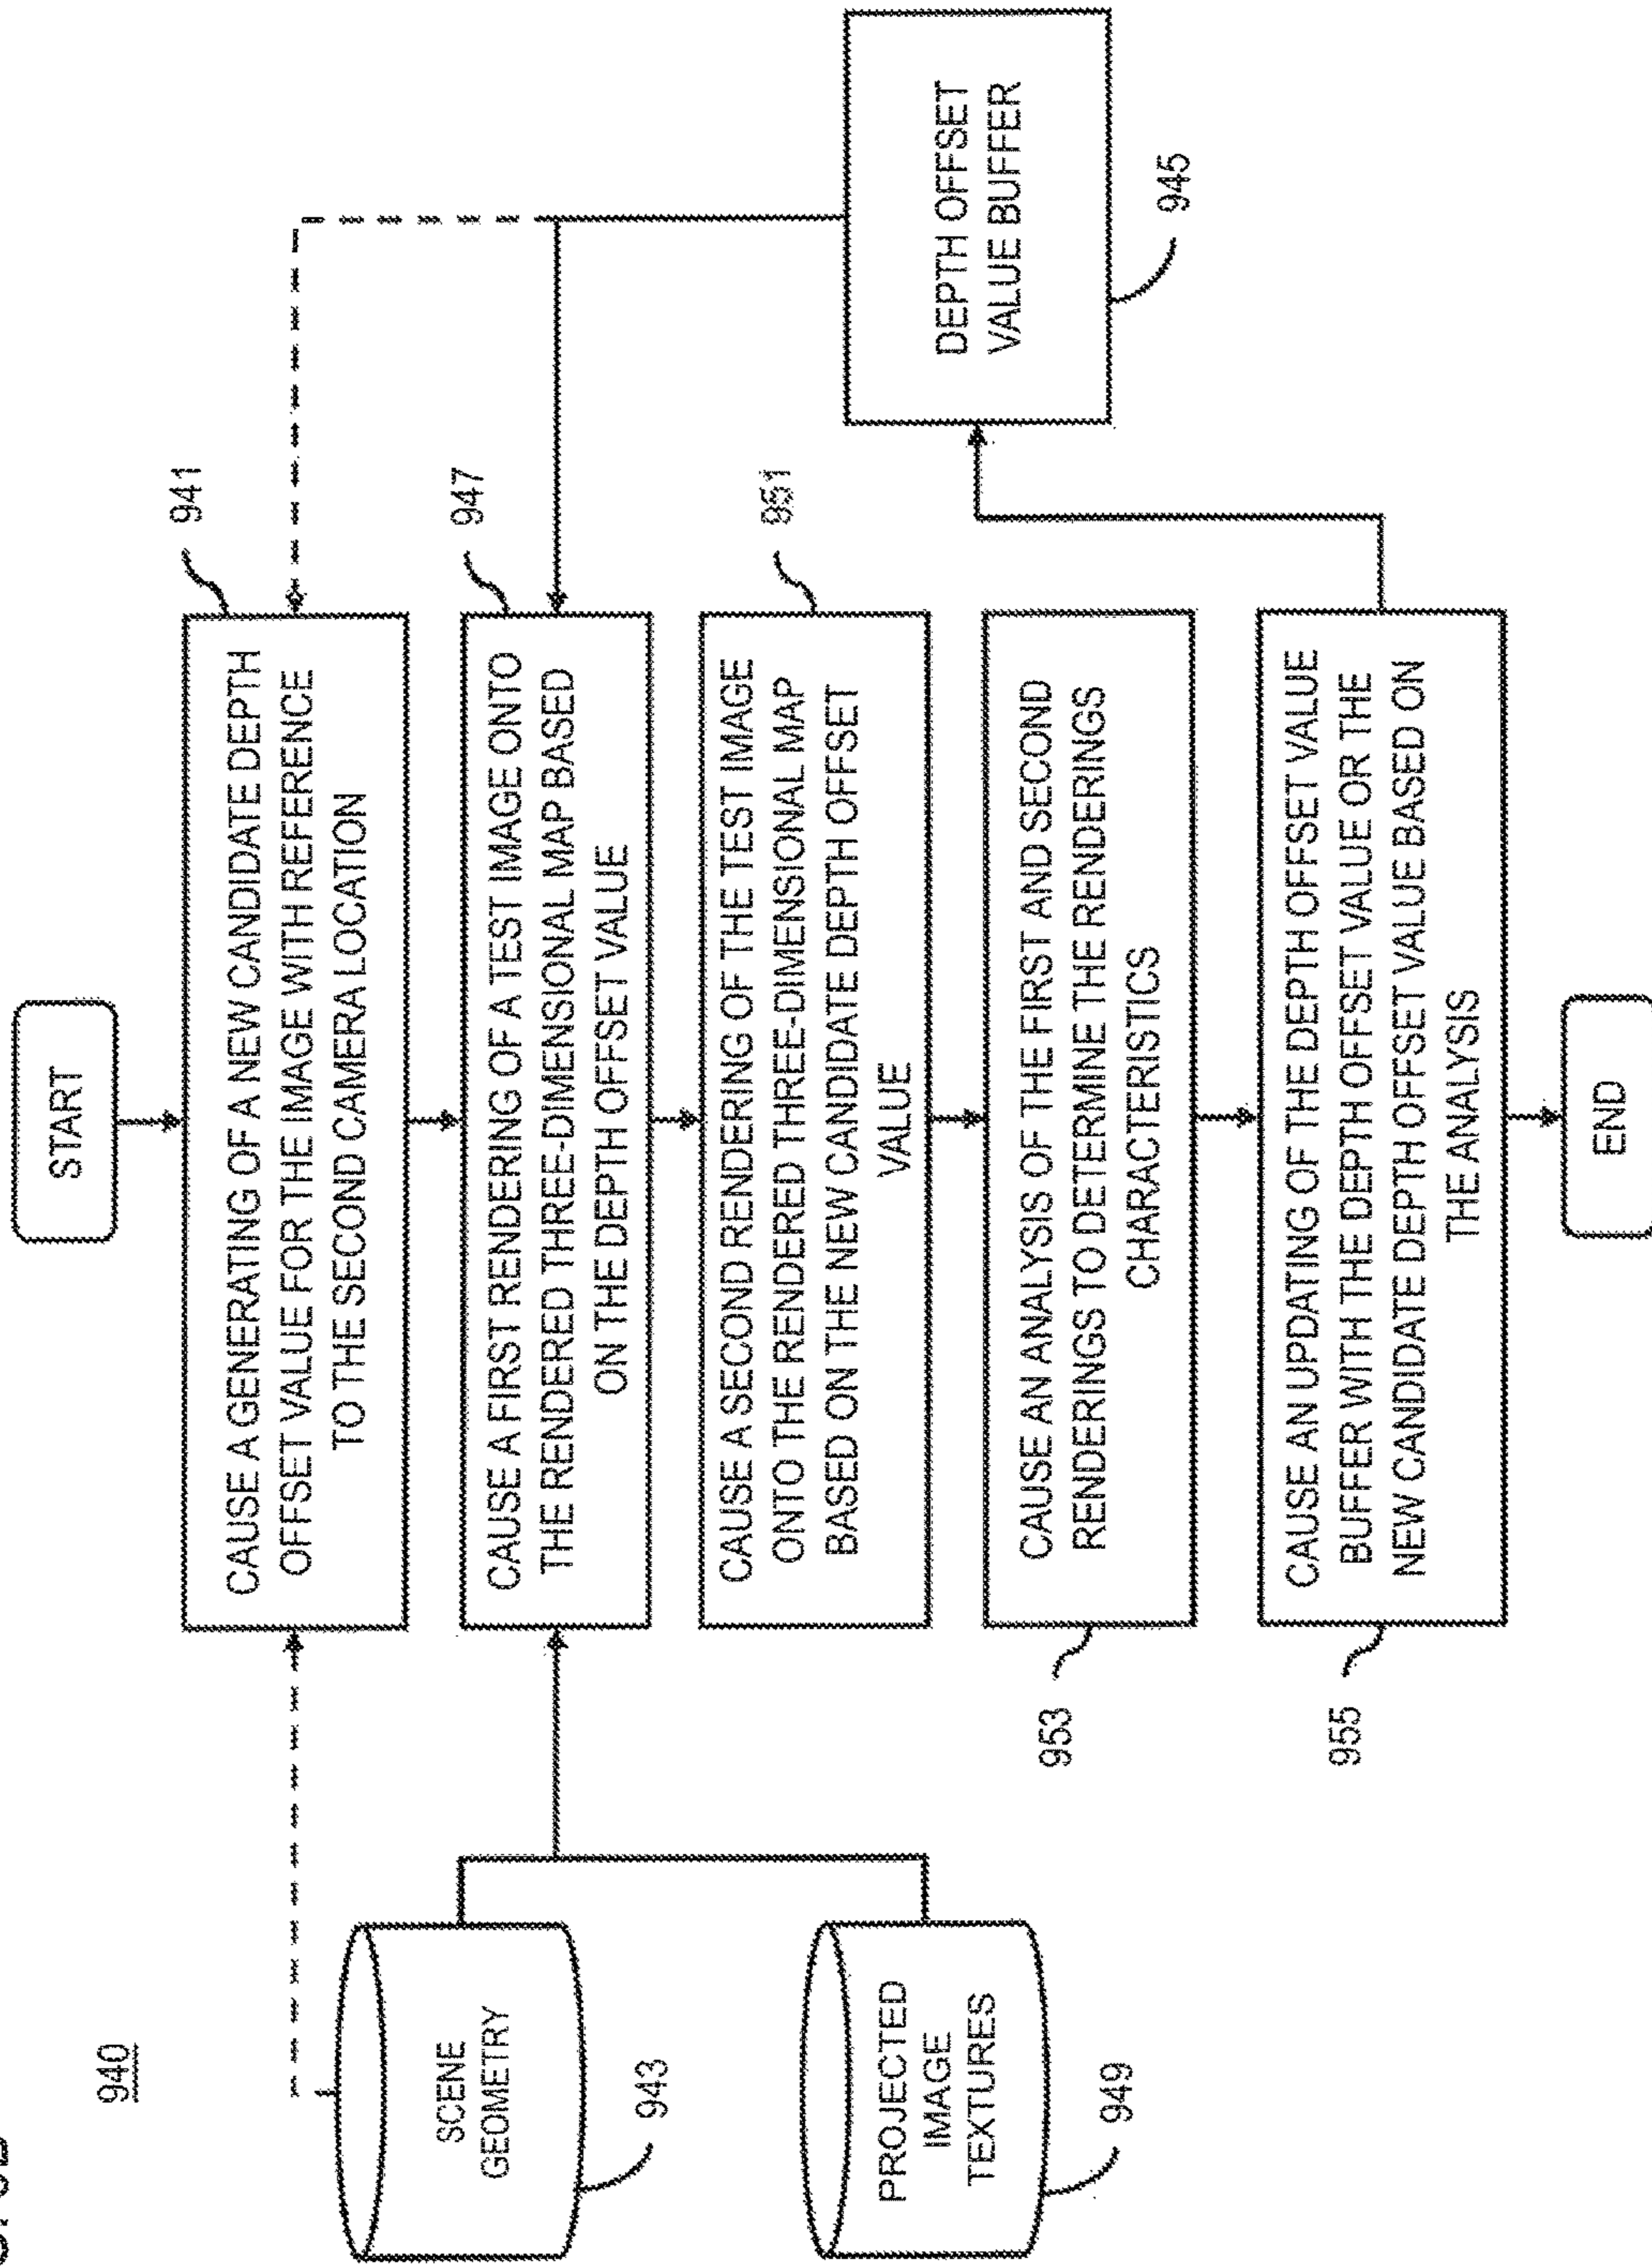 940
START
CAUSE A GENERATING OF A NEW CANDIDATE DEPTH
OFFSET VALUE FOR THE IMAGE WITH REFERENCE
TO THE SECOND CAMERA LOCATION
941
SCENE
GEOMETRY
943
CAUSE A FIRST RENDERING OF A TEST IMAGE ONTO
THE RENDERED THREE-DIMENSIONAL MAP BASED
ON THE DEPTH OFFSET VALUE
947
PROJECTED
IMAGE
TEXTURES
949
CAUSE A SECOND RENDERING OF THE TEST IMAGE
ONTO THE RENDERED THREE-DIMENSIONAL MAP
BASED ON THE NEW CANDIDATE DEPTH OFFSET
VALUE
951
DEPTH OFFSET
VALUE BUFFER
945
CAUSE AN ANALYSIS OF THE FIRST AND SECOND
RENDERINGS TO DETERMINE THE RENDERINGS
CHARACTERISTICS
953
CAUSE AN UPDATING OF THE DEPTH OFFSET VALUE
BUFFER WITH THE DEPTH OFFSET VALUE OR THE
NEW CANDIDATE DEPTH OFFSET VALUE BASED ON
THE ANALYSIS
955
END